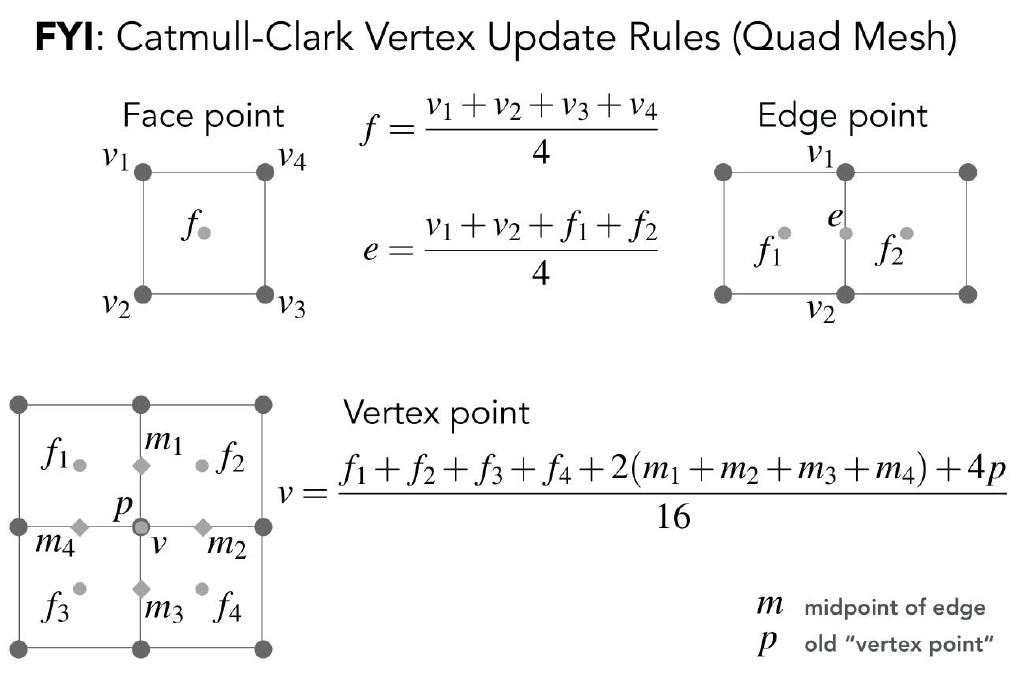 FYI: Catmull-Clark Vertex Update Rules (Quad Mesh)
Face point
v1
v4
f
v2
v3
f = (v1 + v2 + v3 + v4) / 4
e = (v1 + v2 + f1 + f2) / 4
Edge point
v1
e
f1
f2
v2
f1
m1
f2
p
m4
v
m2
f3
m3
f4
Vertex point
v = (f1 + f2 + f3 + f4 + 2(m1 + m2 + m3 + m4) + 4p) / 16
m midpoint of edge
p old “vertex point”